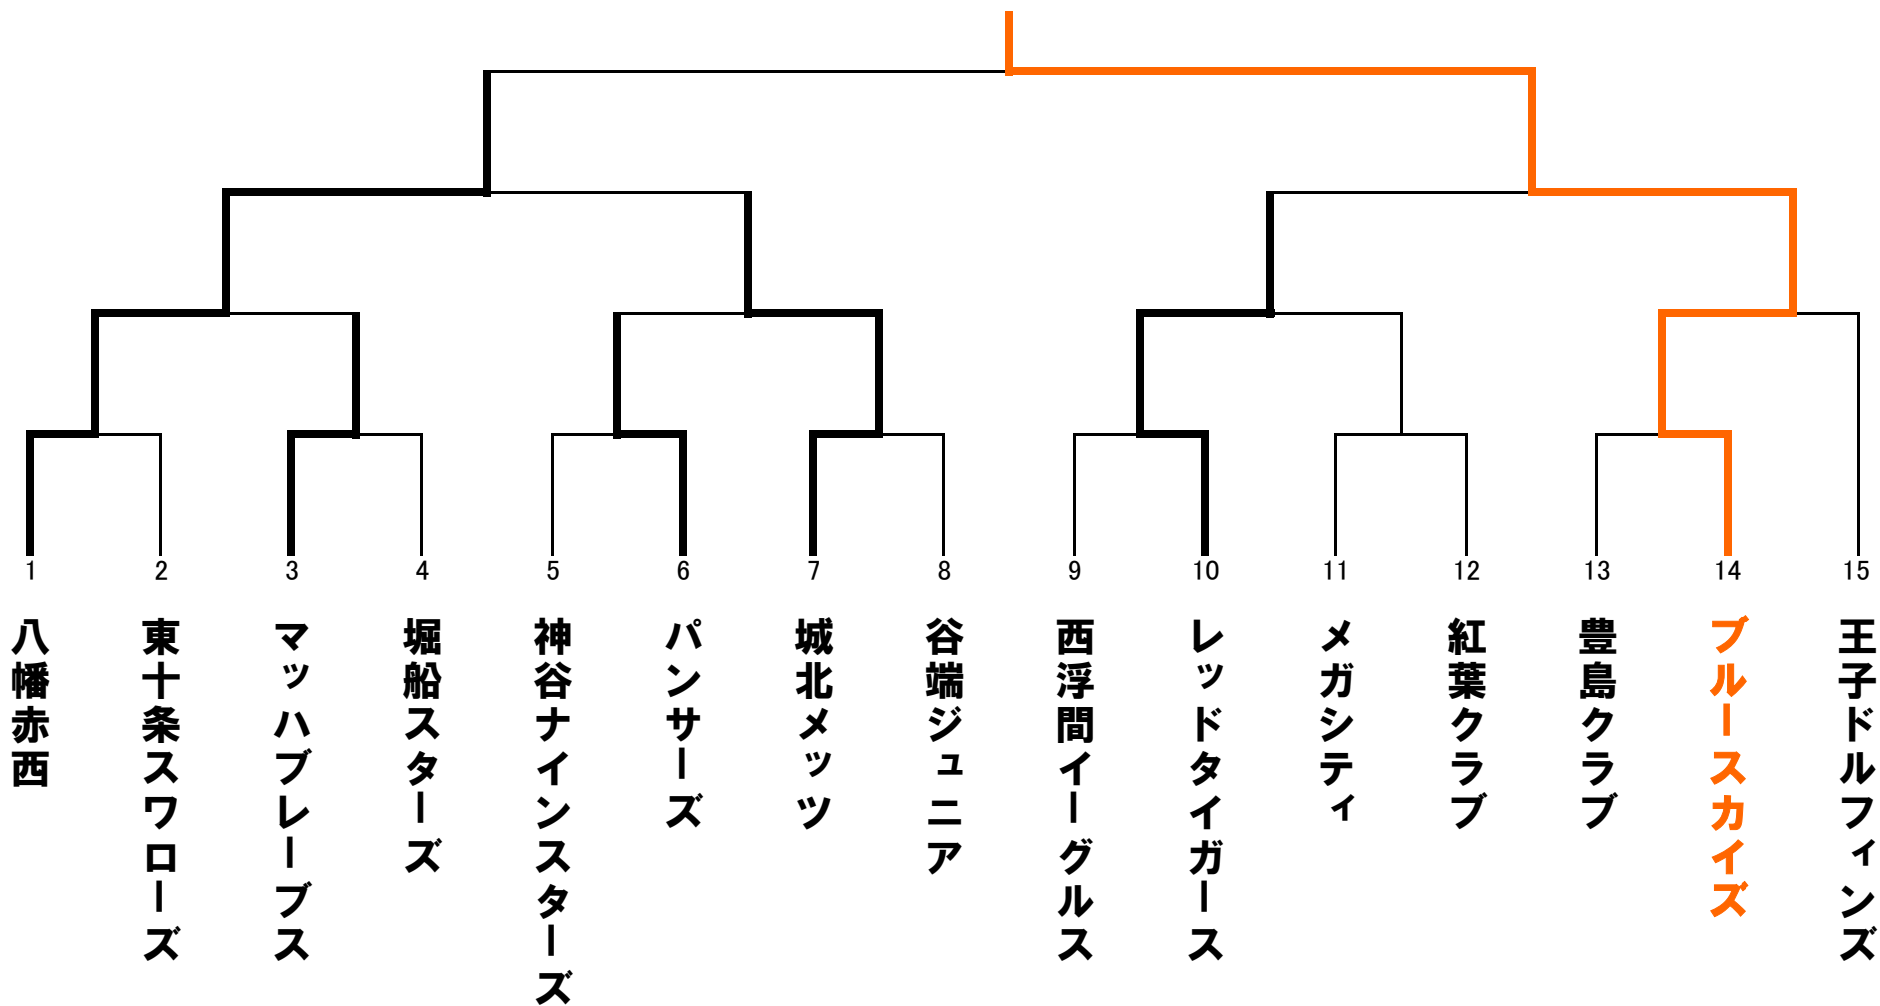 1
2
3
4
5
6
7
8
9
10
11
12
13
14
15
八幡赤西
東十条スワローズ
マッハブレーブス
堀船スターズ
神谷ナインスターズ
パンサーズ
城北メッツ
谷端ジュニア
西浮間イーグルス
レッドタイガース
メガシティ
紅葉クラブ
豊島クラブ
ブルースカイズ
王子ドルフィンズ